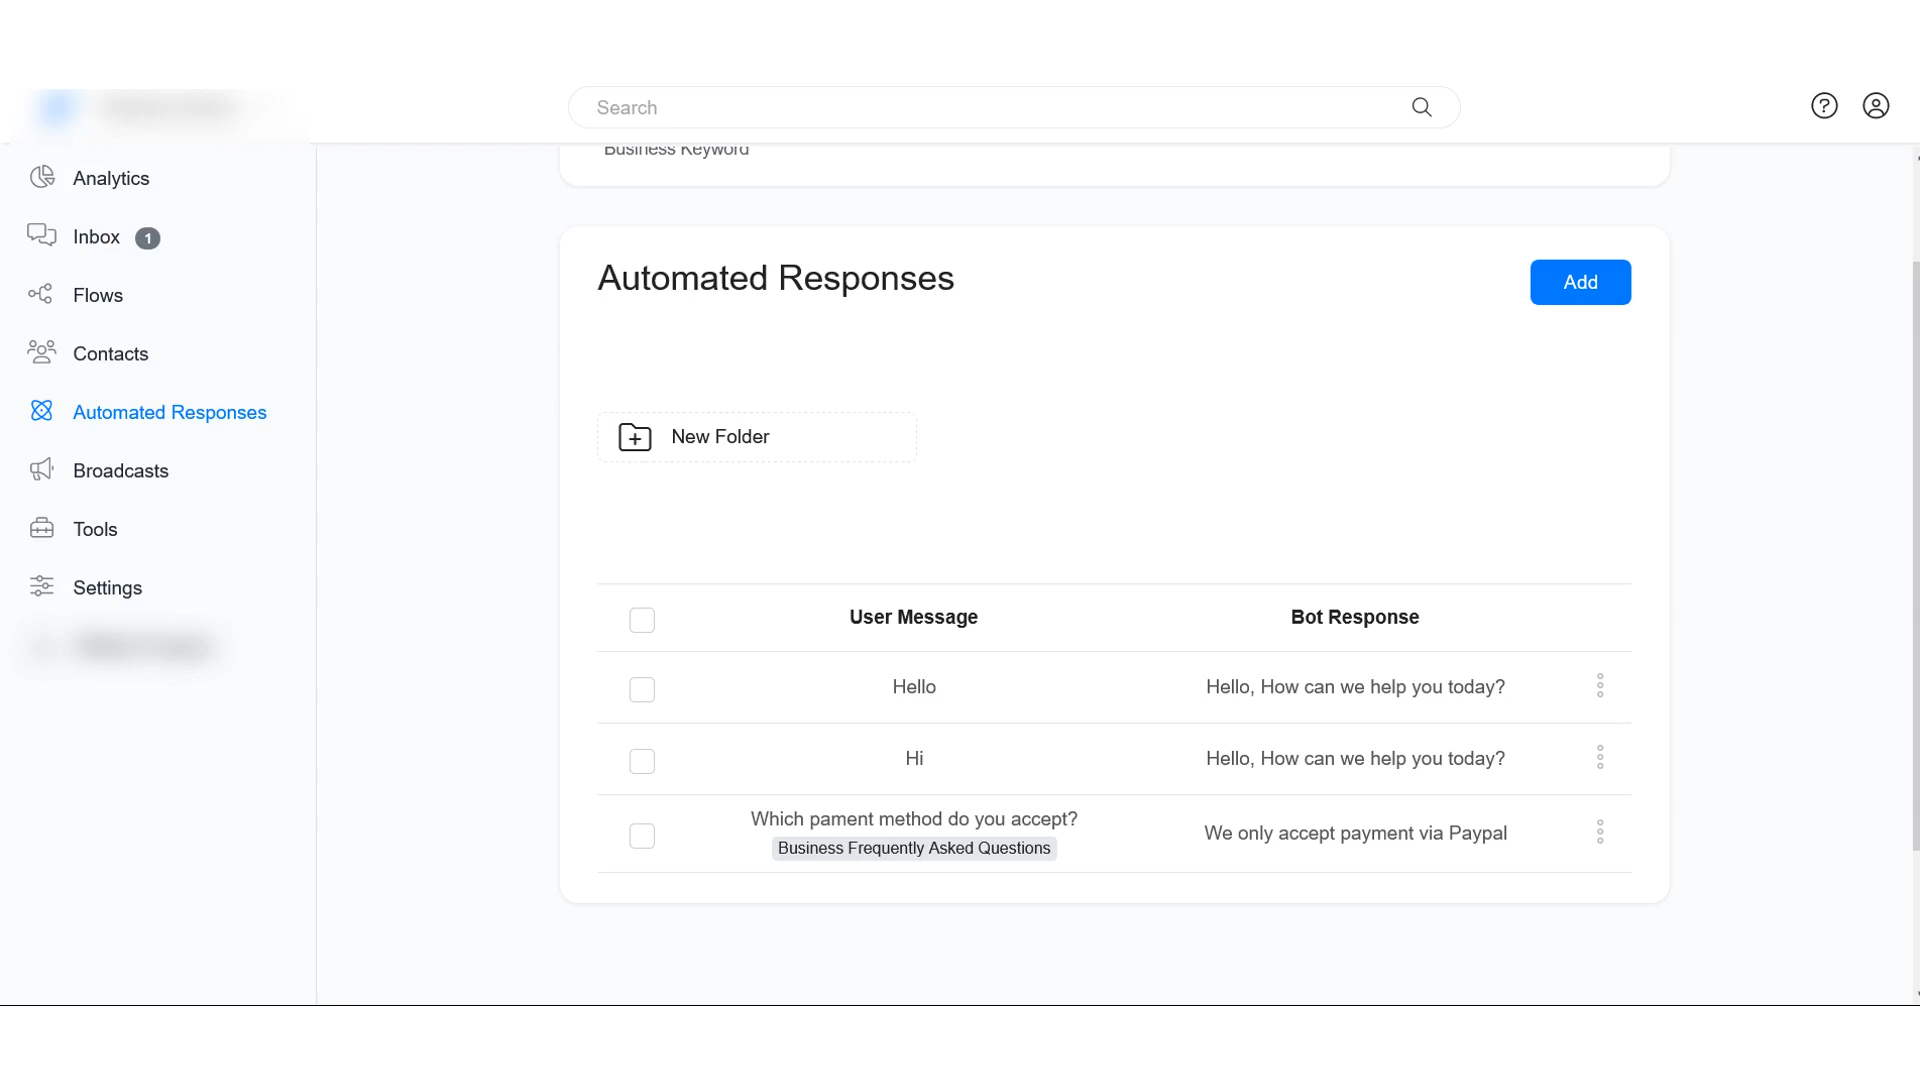 Search
Business Keyword
Analytics
Inbox 1
Flows
Contacts
Automated Responses
Broadcasts
Tools
Settings
Automated Responses
Add
New Folder
User Message Bot Response
Hello Hello, How can we help you today?
Hi Hello, How can we help you today?
Which pament method do you accept? We only accept payment via Paypal
Business Frequently Asked Questions